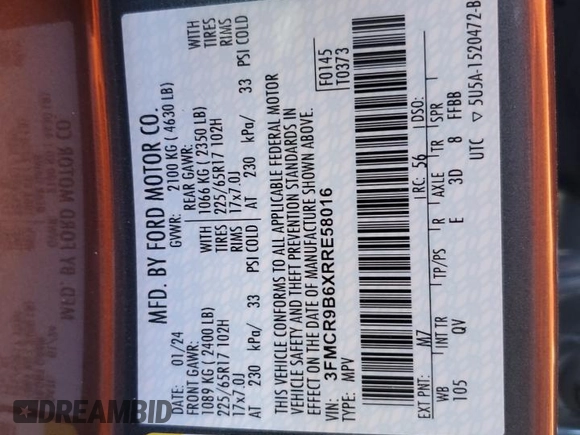 MFD. BY FORD MOTOR CO.
DATE: 01/24 GVWR: 2100 KG ( 4630 LB)
FRONT GAWR: REAR GAWR: WITH
1089 KG ( 2400 LB) 1066 KG ( 2350 LB) TIRES
225/65R17 102H 225/65R17 102H RIMS
17x7.0J 17x7.0J
AT 230 kPa/ 33 PSI COLD AT 230 kPa/ 33 PSI COLD
THIS VEHICLE CONFORMS TO ALL APPLICABLE FEDERAL MOTOR
VEHICLE SAFETY AND THEFT PREVENTION STANDARDS IN
EFFECT ON THE DATE OF MANUFACTURE SHOWN ABOVE.
VIN: 3FMCR9B6XRRE58016 F0145
TYPE: MPV T0373
EXT PNT: M7 RC: 56 DSO:
WB INT TR TP/PS R AXLE TR SPR
105 QV E 3D 8 FFBB
UTC ▽ 5U5A-1520472-B
DREAMBID